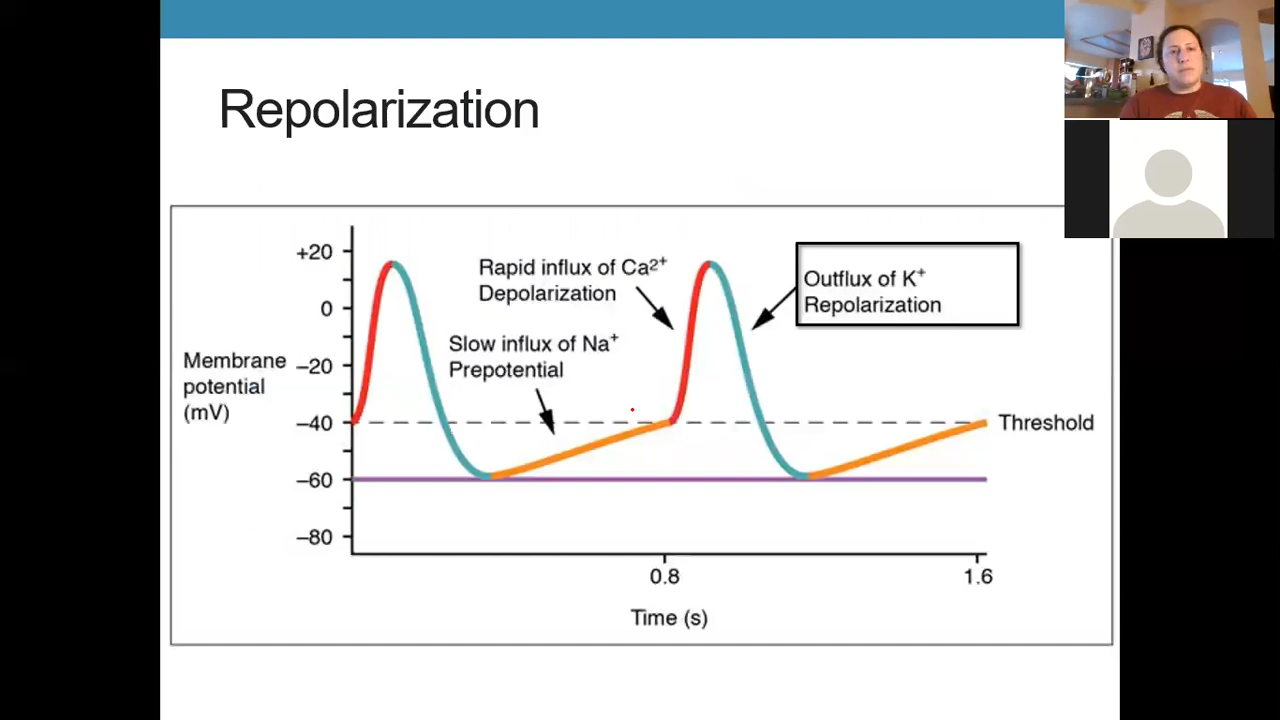 Repolarization
+20
0
–20
–40
–60
–80
Membrane
potential
(mV)
Rapid influx of Ca²⁺
Depolarization
Slow influx of Na⁺
Prepotential
Outflux of K⁺
Repolarization
Threshold
0.8
1.6
Time (s)